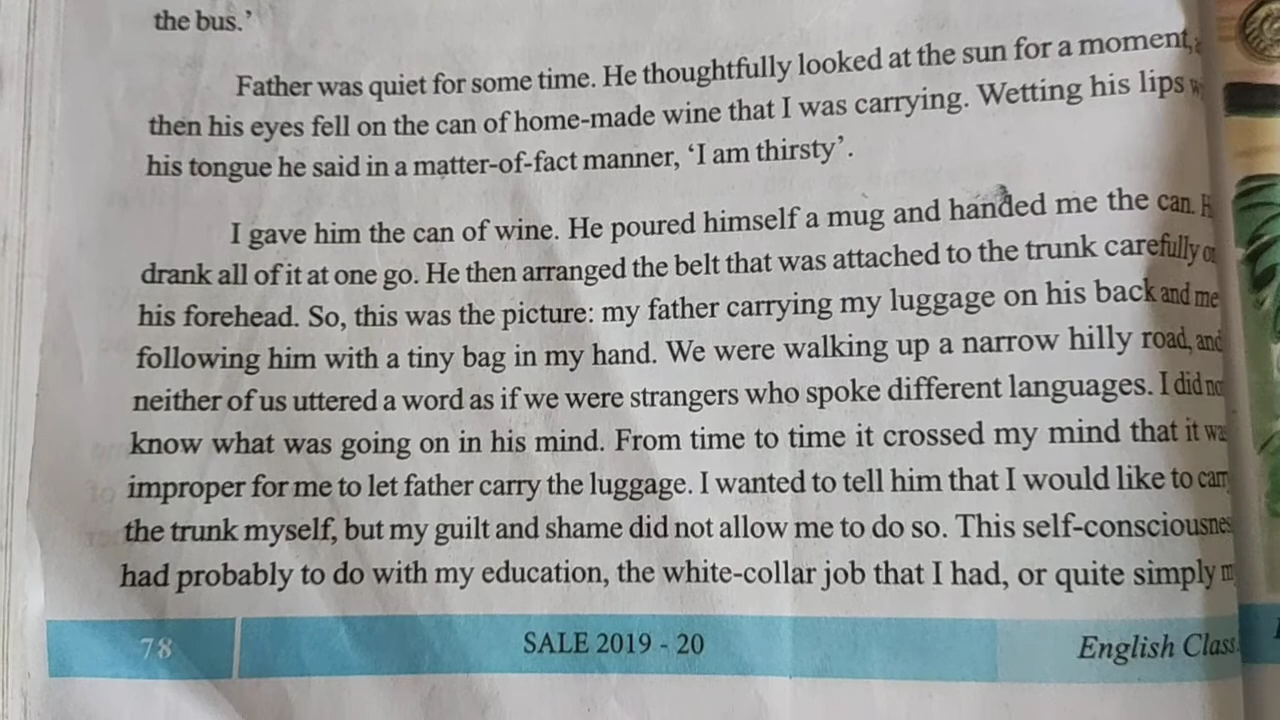 the bus.’
Father was quiet for some time. He thoughtfully looked at the sun for a moment,
then his eyes fell on the can of home-made wine that I was carrying. Wetting his lips
his tongue he said in a matter-of-fact manner, ‘I am thirsty’.
I gave him the can of wine. He poured himself a mug and handed me the can.
drank all of it at one go. He then arranged the belt that was attached to the trunk carefully
his forehead. So, this was the picture: my father carrying my luggage on his back and me
following him with a tiny bag in my hand. We were walking up a narrow hilly road, and
neither of us uttered a word as if we were strangers who spoke different languages. I did
know what was going on in his mind. From time to time it crossed my mind that it
improper for me to let father carry the luggage. I wanted to tell him that I would like to
the trunk myself, but my guilt and shame did not allow me to do so. This
had probably to do with my education, the white-collar job that I had, or quite simply
78 SALE 2019 - 20 English Class